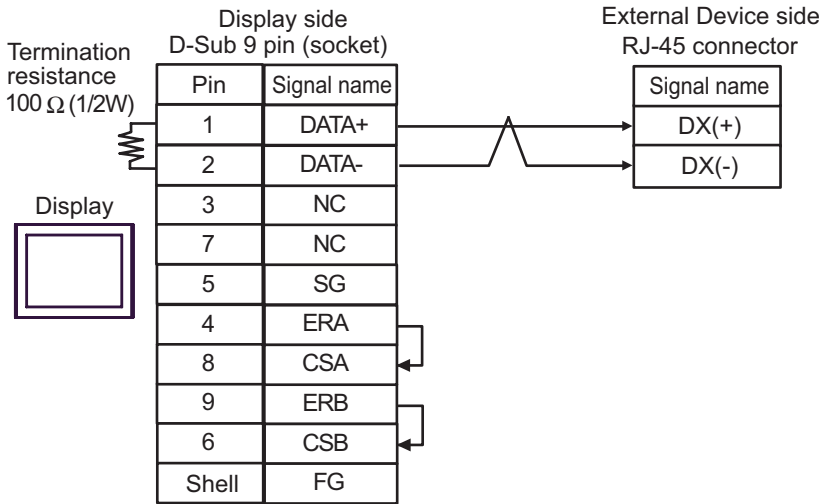 Display side
D-Sub 9 pin (socket)
External Device side
RJ-45 connector
Termination
resistance
100 Ω (1/2W)
Display
Pin Signal name
1 DATA+
2 DATA-
3 NC
7 NC
5 SG
4 ERA
8 CSA
9 ERB
6 CSB
Shell FG
Signal name
DX(+)
DX(-)